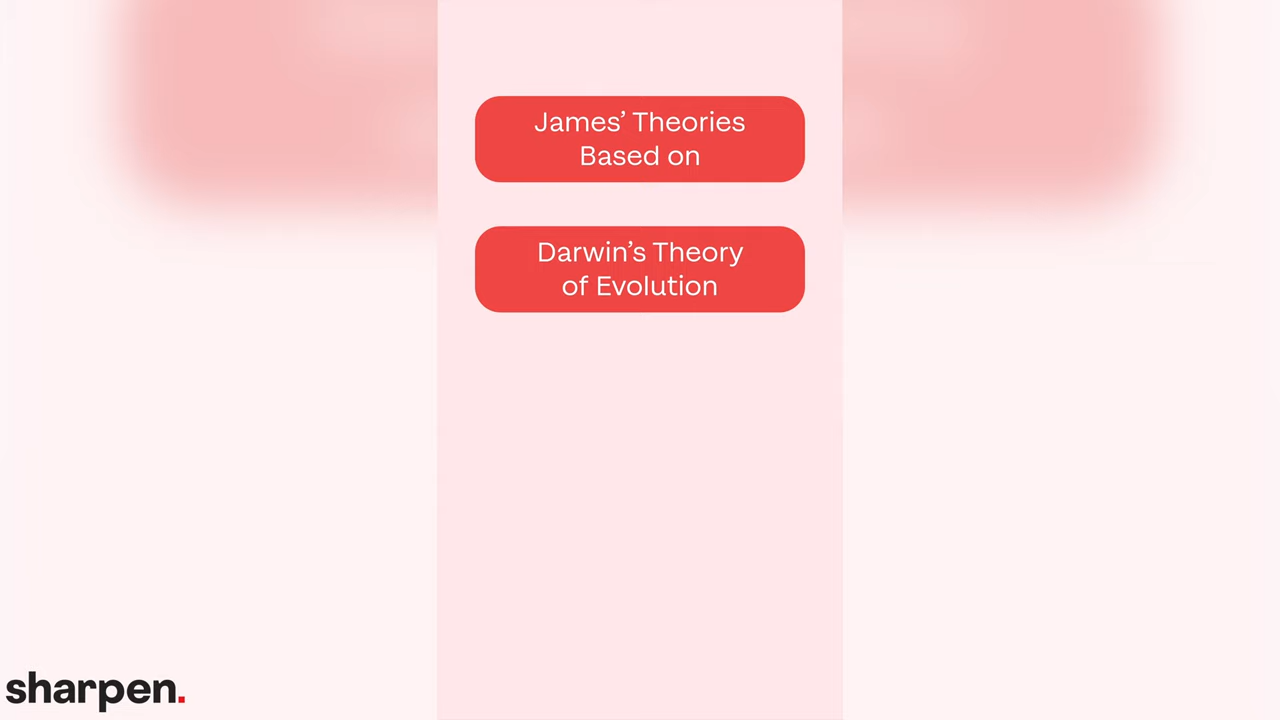 James’ Theories
Based on
Darwin’s Theory
of Evolution
sharpen.